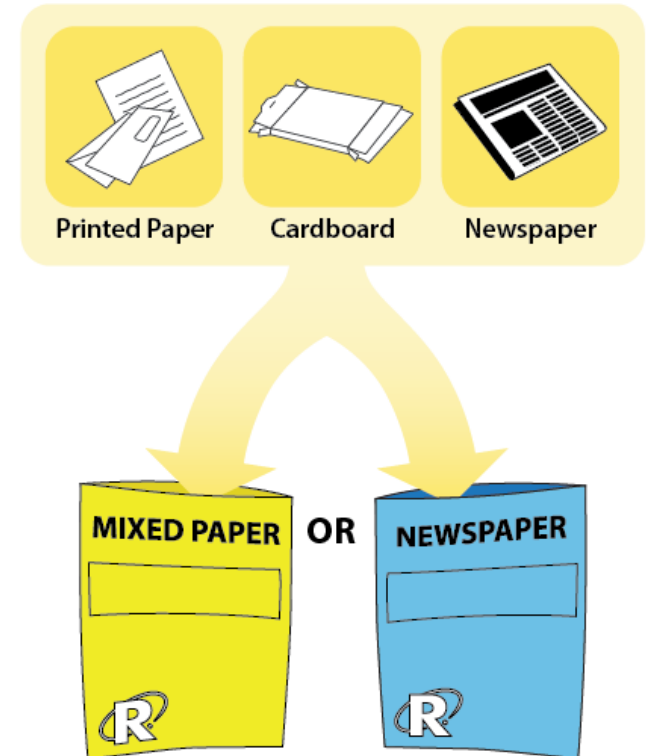 Printed Paper
Cardboard
Newspaper
MIXED PAPER
OR
NEWSPAPER
R
R